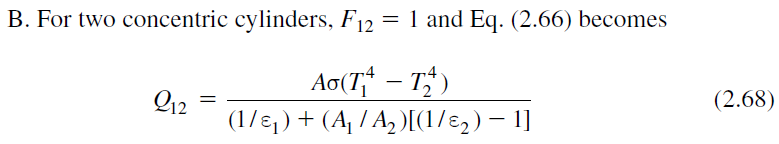 B. For two concentric cylinders, F₁₂ = 1 and Eq. (2.66) becomes
Q₁₂ = Aσ(T₁⁴ − T₂⁴) / (1/ε₁) + (A₁ / A₂)[(1/ε₂) − 1] (2.68)